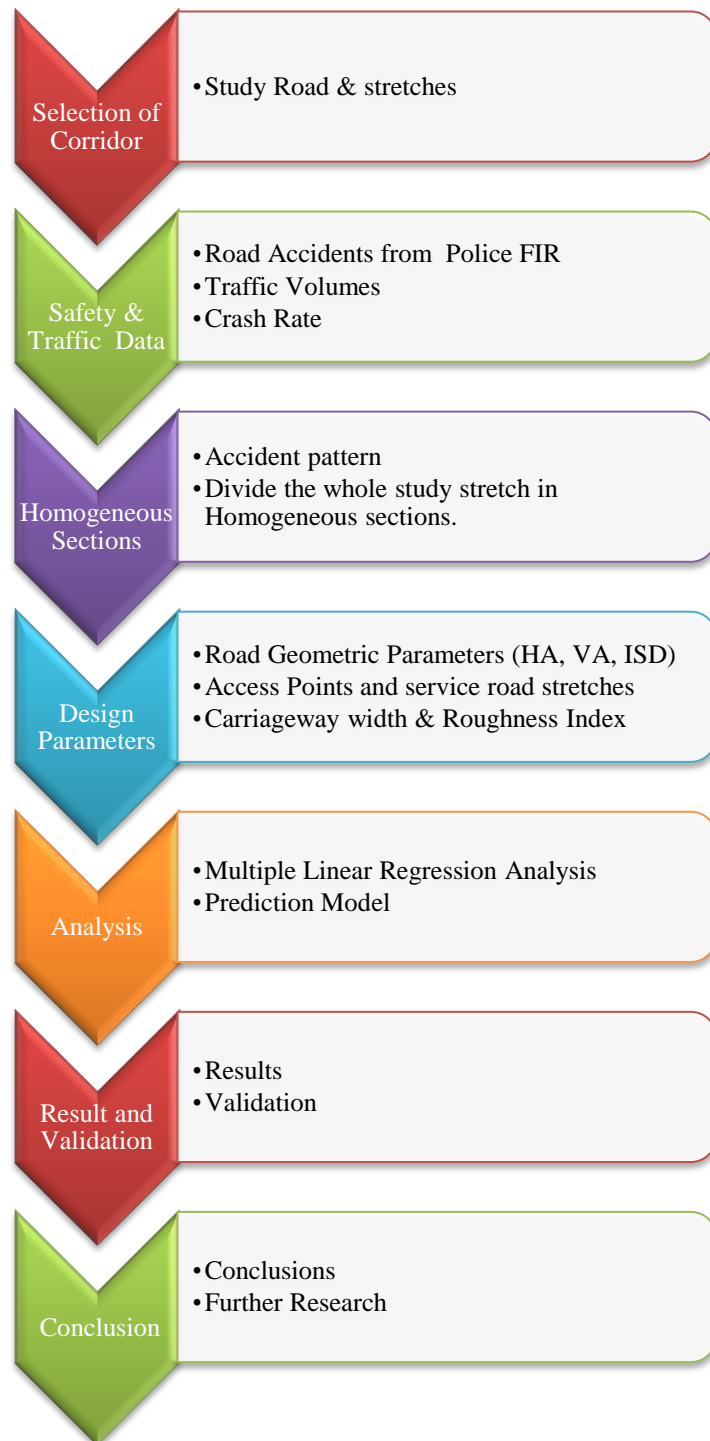 Selection of
Corridor
•Study Road & stretches
Safety &
Traffic Data
•Road Accidents from Police FIR
•Traffic Volumes
•Crash Rate
Homogeneous
Sections
•Accident pattern
•Divide the whole study stretch in
Homogeneous sections.
Design
Parameters
•Road Geometric Parameters (HA, VA, ISD)
•Access Points and service road stretches
•Carriageway width & Roughness Index
Analysis
•Multiple Linear Regression Analysis
•Prediction Model
Result and
Validation
•Results
•Validation
Conclusion
•Conclusions
•Further Research